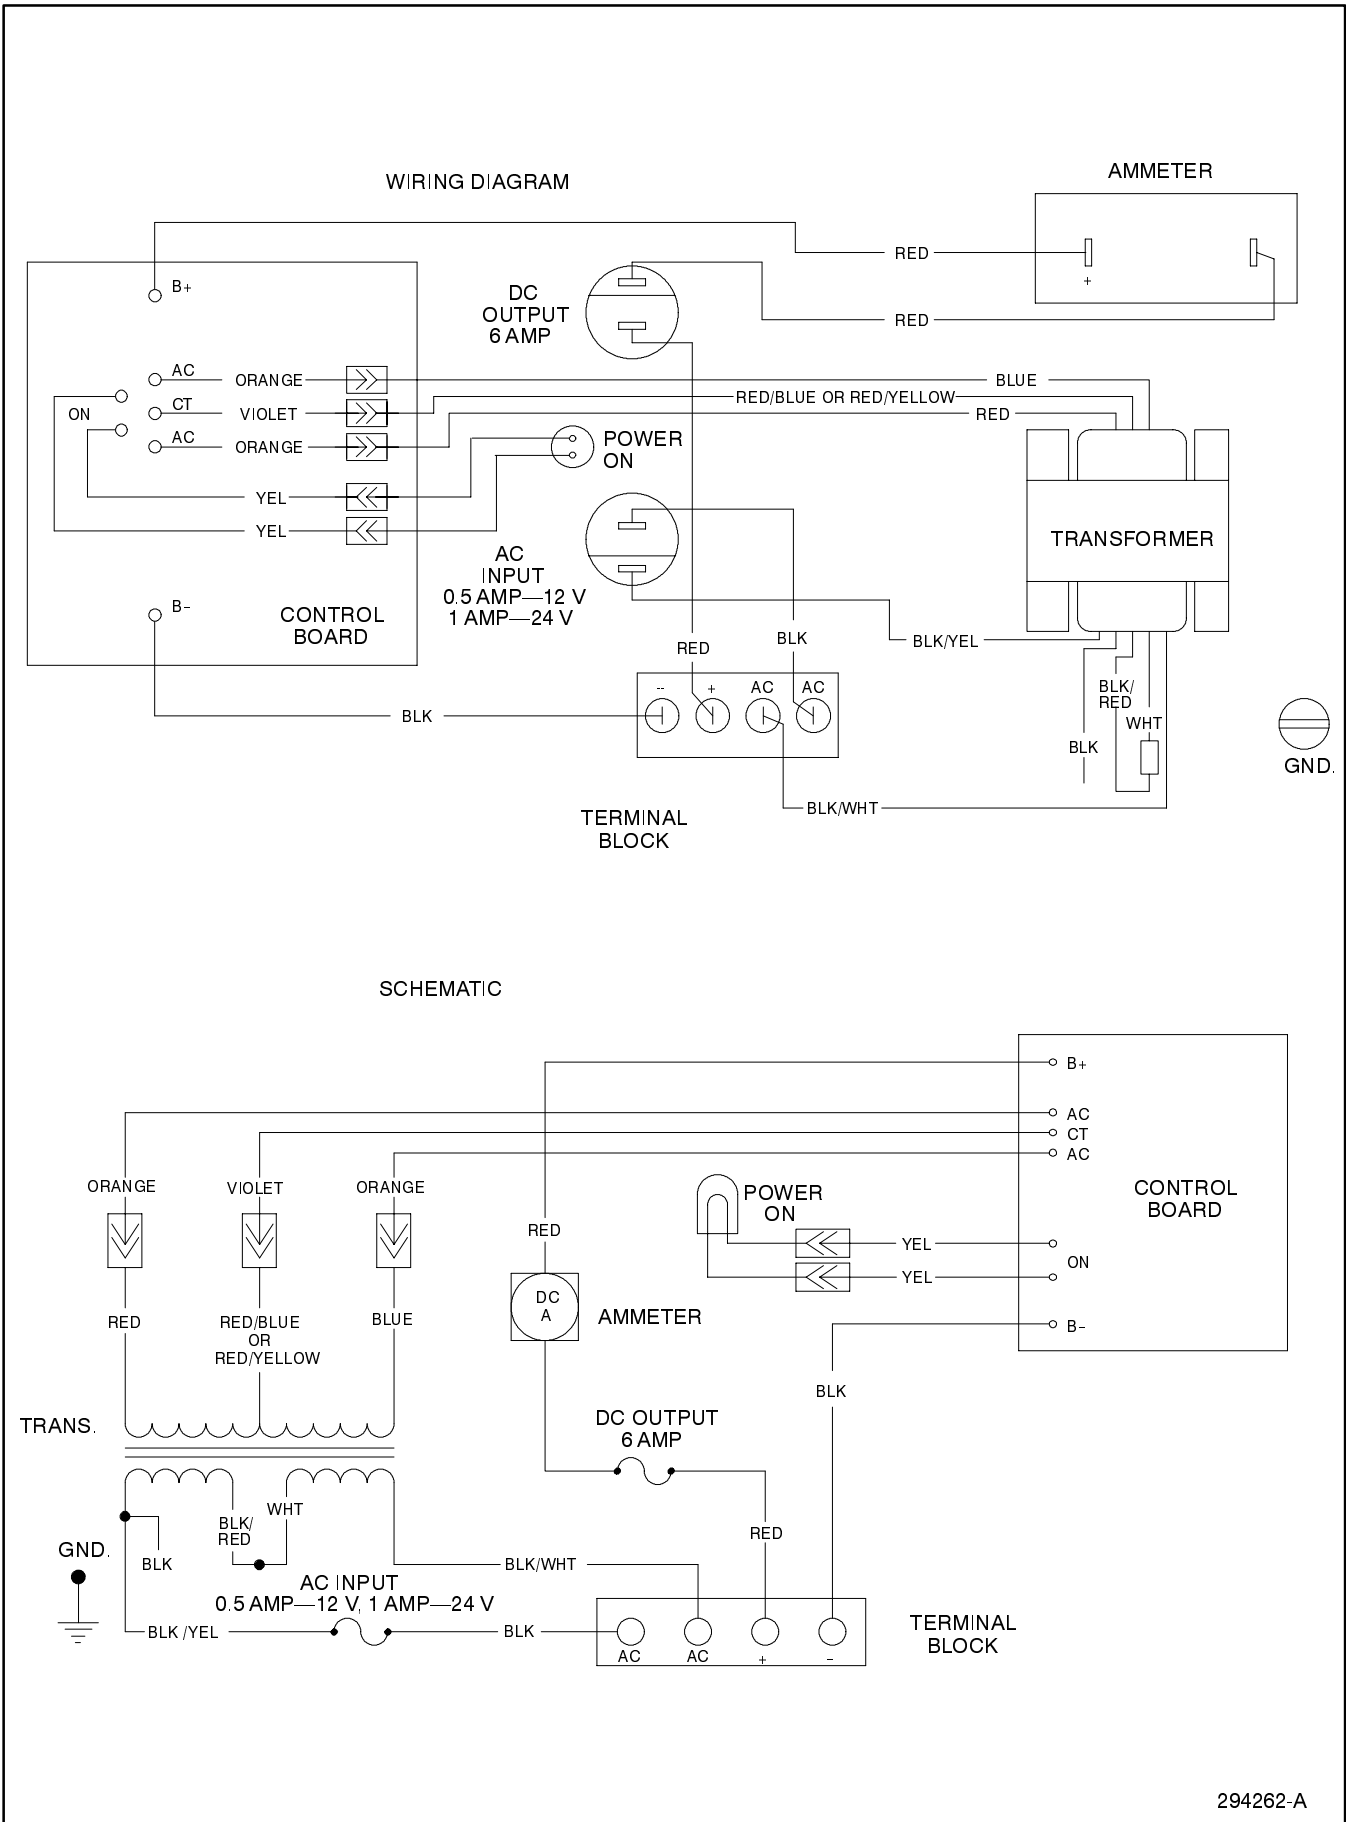 WIRING DIAGRAM
AMMETER
RED
+
B+
DC
OUTPUT
6 AMP
RED
AC
ORANGE
BLUE
RED/BLUE OR RED/YELLOW
ON
CT
VIOLET
RED
AC
ORANGE
POWER
ON
YEL
YEL
TRANSFORMER
AC
INPUT
0.5 AMP—12 V
1 AMP—24 V
B–
CONTROL
BOARD
RED
BLK
BLK/YEL
BLK/
RED
WHT
BLK
-- + AC AC
BLK
GND.
BLK/WHT
TERMINAL
BLOCK
SCHEMATIC
B+
AC
CT
AC
ORANGE VIOLET ORANGE
POWER
ON
CONTROL
BOARD
RED
YEL
ON
YEL
DC
A
AMMETER
RED
RED/BLUE
OR
RED/YELLOW
BLUE
B–
BLK
TRANS.
DC OUTPUT
6 AMP
WHT
BLK/
RED
RED
GND.
BLK
BLK/WHT
AC INPUT
0.5 AMP—12 V, 1 AMP—24 V
BLK /YEL
BLK
AC AC + –
TERMINAL
BLOCK
294262-A